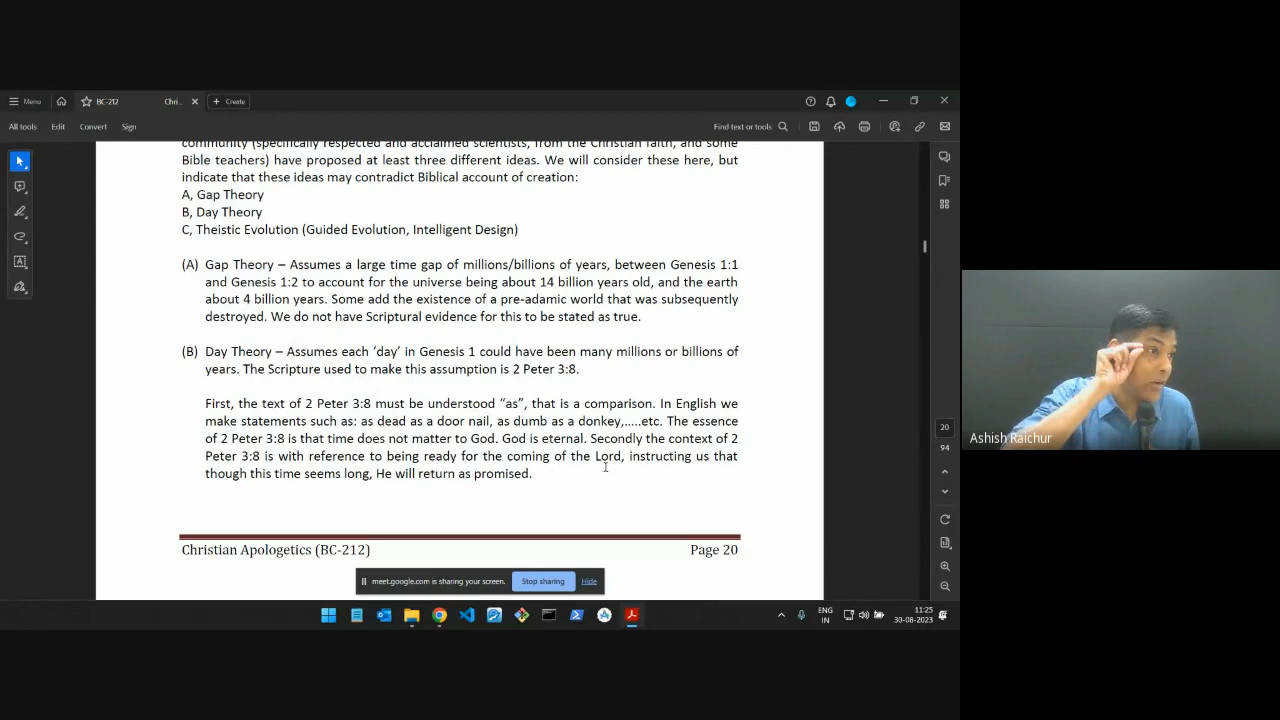 Menu
BC-212
Chri...
Create
All tools
Edit
Convert
Sign
Find text or tools
community (specifically respected and acclaimed scientists, from the Christian faith, and some
Bible teachers) have proposed at least three different ideas. We will consider these here, but
indicate that these ideas may contradict Biblical account of creation:
A, Gap Theory
B, Day Theory
C, Theistic Evolution (Guided Evolution, Intelligent Design)
(A) Gap Theory – Assumes a large time gap of millions/billions of years, between Genesis 1:1
and Genesis 1:2 to account for the universe being about 14 billion years old, and the earth
about 4 billion years. Some add the existence of a pre-adamic world that was subsequently
destroyed. We do not have Scriptural evidence for this to be stated as true.
(B) Day Theory – Assumes each ‘day’ in Genesis 1 could have been many millions or billions of
years. The Scripture used to make this assumption is 2 Peter 3:8.
First, the text of 2 Peter 3:8 must be understood “as”, that is a comparison. In English we
make statements such as: as dead as a door nail, as dumb as a donkey,.....etc. The essence
of 2 Peter 3:8 is that time does not matter to God. God is eternal. Secondly the context of 2
Peter 3:8 is with reference to being ready for the coming of the Lord, instructing us that
though this time seems long, He will return as promised.
Christian Apologetics (BC-212)
Page 20
20
94
meet.google.com is sharing your screen.
Stop sharing
Hide
ENG
IN
11:25
30-08-2023
Ashish Raichur